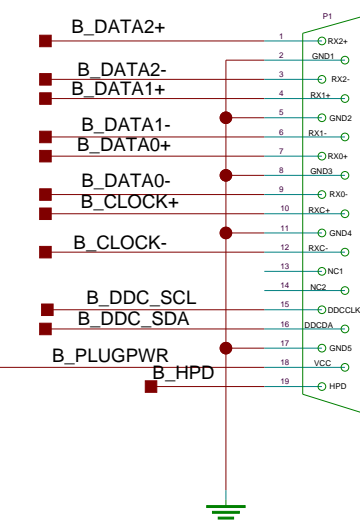 P1
B_DATA2+ 1 RX2+
2 GND1
B_DATA2- 3 RX2-
B_DATA1+ 4 RX1+
5 GND2
B_DATA1- 6 RX1-
B_DATA0+ 7 RX0+
8 GND3
B_DATA0- 9 RX0-
B_CLOCK+ 10 RXC+
11 GND4
B_CLOCK- 12 RXC-
13 NC1
14 NC2
B_DDC_SCL 15 DDCCLK
B_DDC_SDA 16 DDCDA
17 GND5
B_PLUGPWR 18 VCC
B_HPD 19 HPD